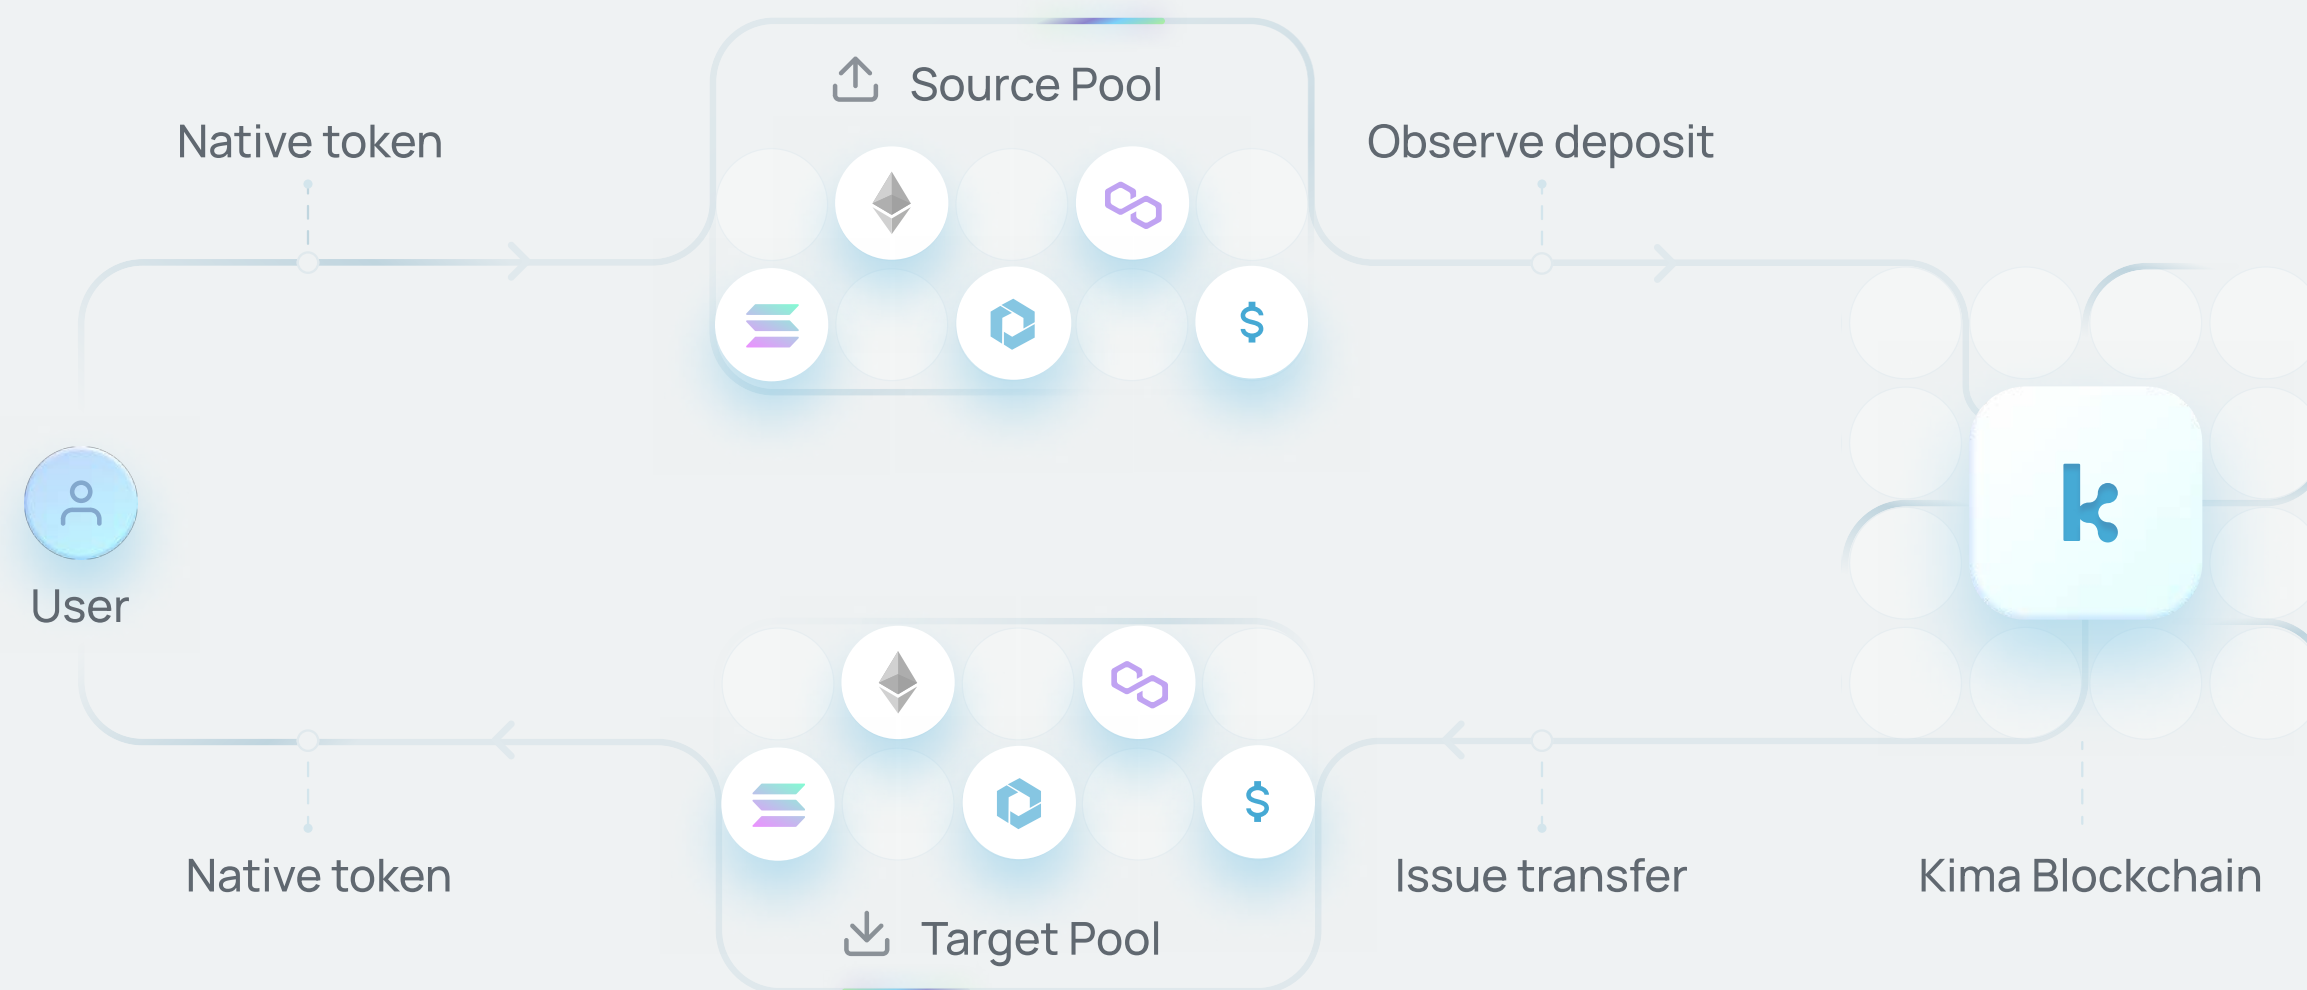 Source Pool
Native token
Observe deposit
$
k
User
$
Native token
Issue transfer
Kima Blockchain
Target Pool